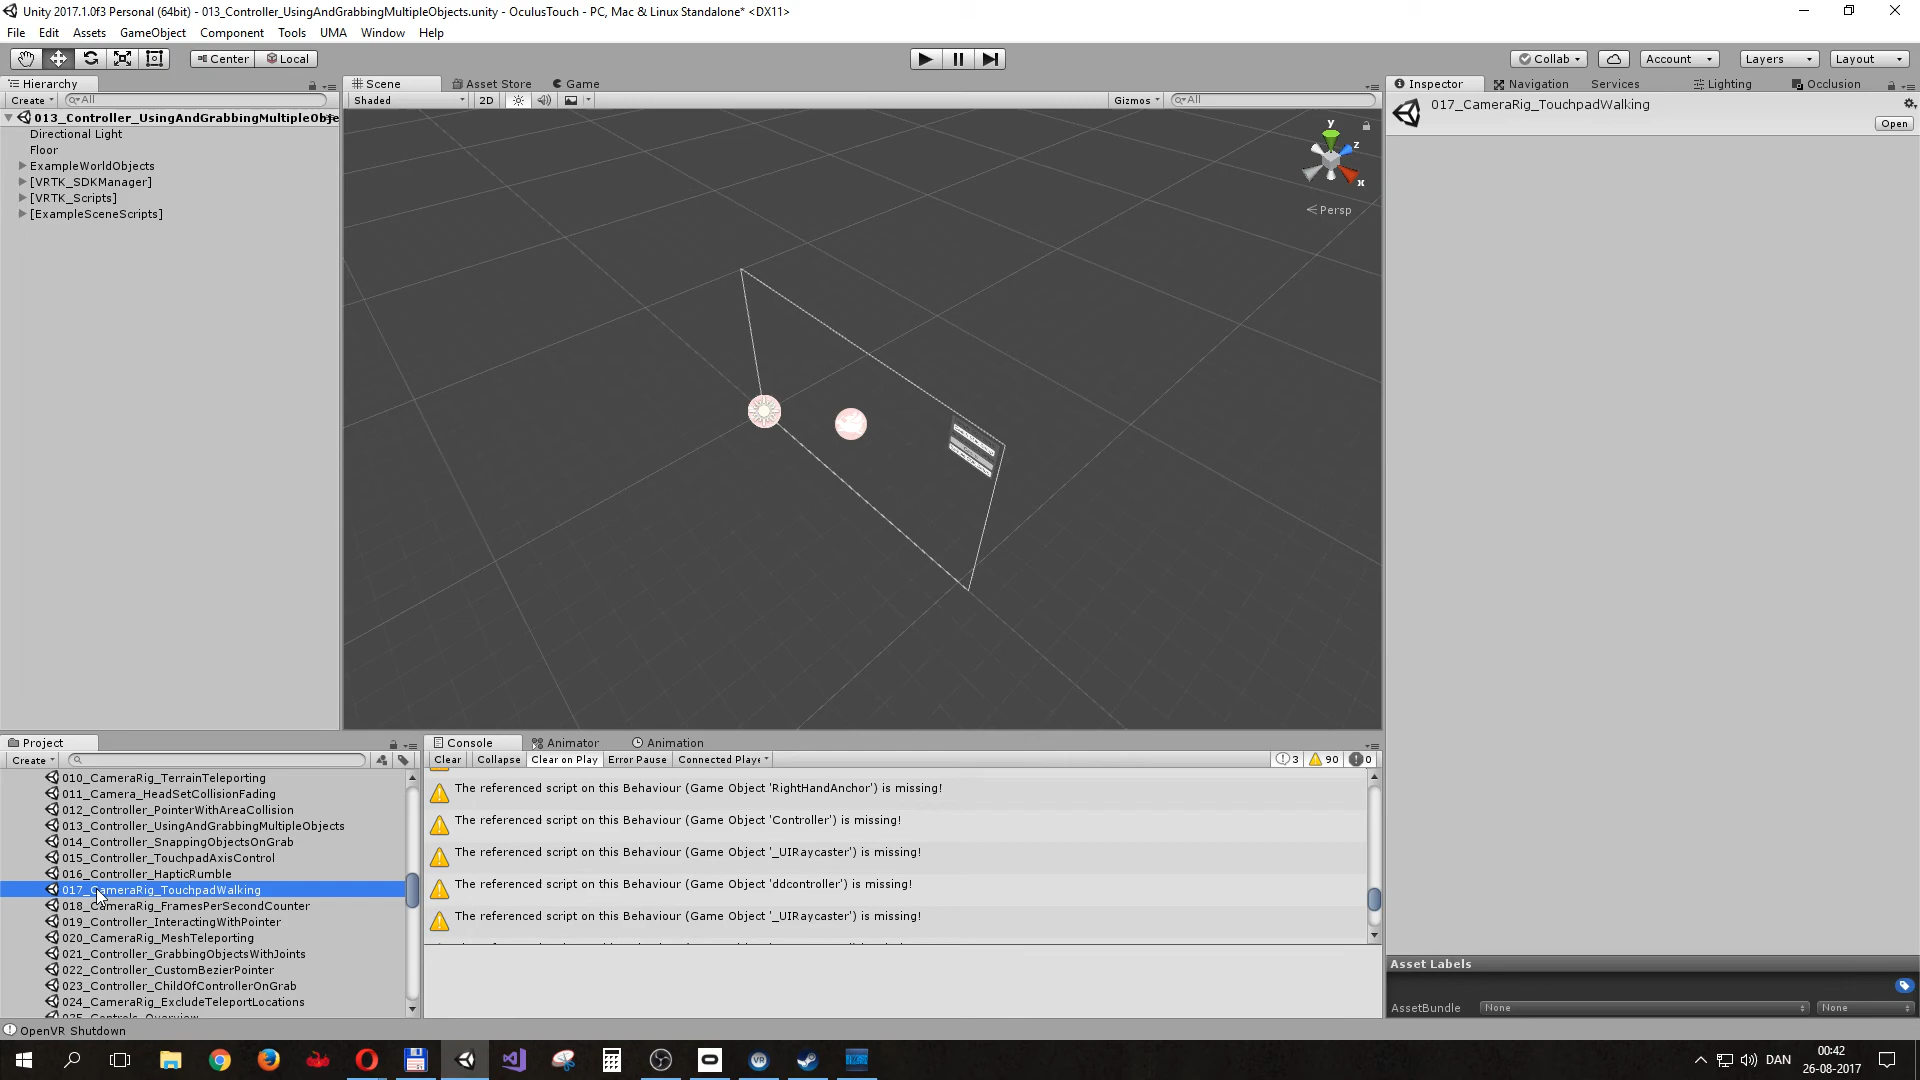 Unity 2017.1.0f3 Personal (64bit) - 013_Controller_UsingAndGrabbingMultipleObjects.unity - OculusTouch - PC, Mac & Linux Standalone* <DX11>
File Edit Assets GameObject Component Tools UMA Window Help
Center Local Collab Account Layers Layout
Hierarchy
Create All
013_Controller_UsingAndGrabbingMultipleObje
Directional Light
Floor
ExampleWorldObjects
[VRTK_SDKManager]
[VRTK_Scripts]
[ExampleSceneScripts]
Scene Asset Store Game
Shaded 2D Gizmos All
y
z
x
Persp
Inspector Navigation Services Lighting Occlusion
017_CameraRig_TouchpadWalking
Open
Project
Create
010_CameraRig_TerrainTeleporting
011_Camera_HeadSetCollisionFading
012_Controller_PointerWithAreaCollision
013_Controller_UsingAndGrabbingMultipleObjects
014_Controller_SnappingObjectsOnGrab
015_Controller_TouchpadAxisControl
016_Controller_HapticRumble
017_CameraRig_TouchpadWalking
018_CameraRig_FramesPerSecondCounter
019_Controller_InteractingWithPointer
020_CameraRig_MeshTeleporting
021_Controller_GrabbingObjectsWithJoints
022_Controller_CustomBezierPointer
023_Controller_ChildOfControllerOnGrab
024_CameraRig_ExcludeTeleportLocations
025_Controls_Overview
Console Animator Animation
Clear Collapse Clear on Play Error Pause Connected Playe 3 90 0
The referenced script on this Behaviour (Game Object 'RightHandAnchor') is missing!
The referenced script on this Behaviour (Game Object 'Controller') is missing!
The referenced script on this Behaviour (Game Object '_UIRaycaster') is missing!
The referenced script on this Behaviour (Game Object 'ddcontroller') is missing!
The referenced script on this Behaviour (Game Object '_UIRaycaster') is missing!
Asset Labels
AssetBundle None None
OpenVR Shutdown
DAN
00:42
26-08-2017